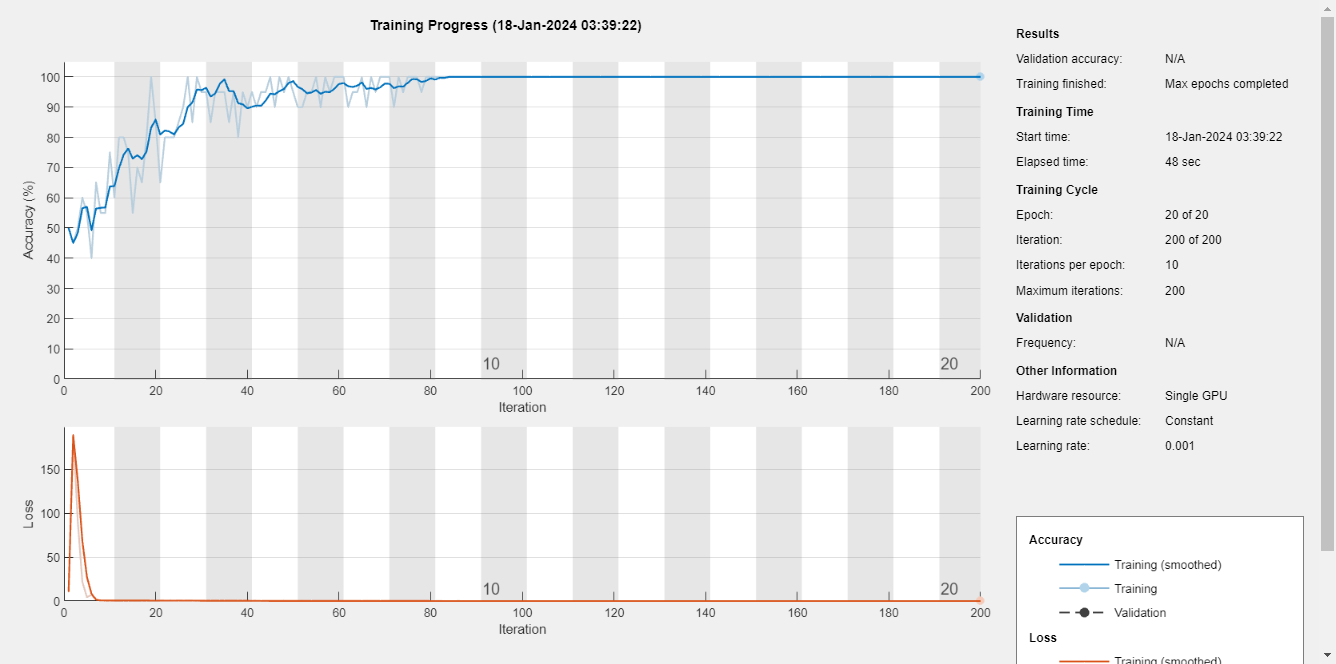 Training Progress (18-Jan-2024 03:39:22)
100
90
80
70
60
50
40
30
20
10
0
Accuracy (%)
10
20
0 20 40 60 80 100 120 140 160 180 200
Iteration
150
100
50
0
Loss
10
20
0 20 40 60 80 100 120 140 160 180 200
Iteration
Results
Validation accuracy: N/A
Training finished: Max epochs completed
Training Time
Start time: 18-Jan-2024 03:39:22
Elapsed time: 48 sec
Training Cycle
Epoch: 20 of 20
Iteration: 200 of 200
Iterations per epoch: 10
Maximum iterations: 200
Validation
Frequency: N/A
Other Information
Hardware resource: Single GPU
Learning rate schedule: Constant
Learning rate: 0.001
Accuracy
Training (smoothed)
Training
Validation
Loss
Training (smoothed)